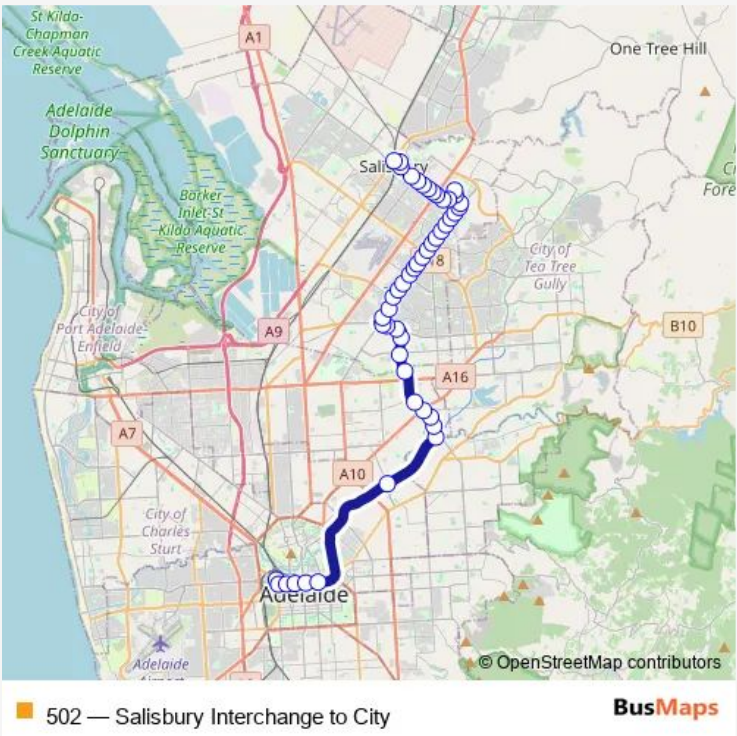 St Kilda-
Chapman
Creek Aquatic
Reserve
A1
One Tree Hill
Adelaide
Dolphin
Sanctuary
Salisbury
Barker
Inlet-St
Kilda Aquatic
Reserve
Fore
8
City of
Tea Tree
Gully
City of
Port Adelaide-
Enfield
A9
B10
A16
A7
A10
City of
Charles
Sturt
Adelaide
Adelaide
© OpenStreetMap contributors
502 — Salisbury Interchange to City
BusMaps